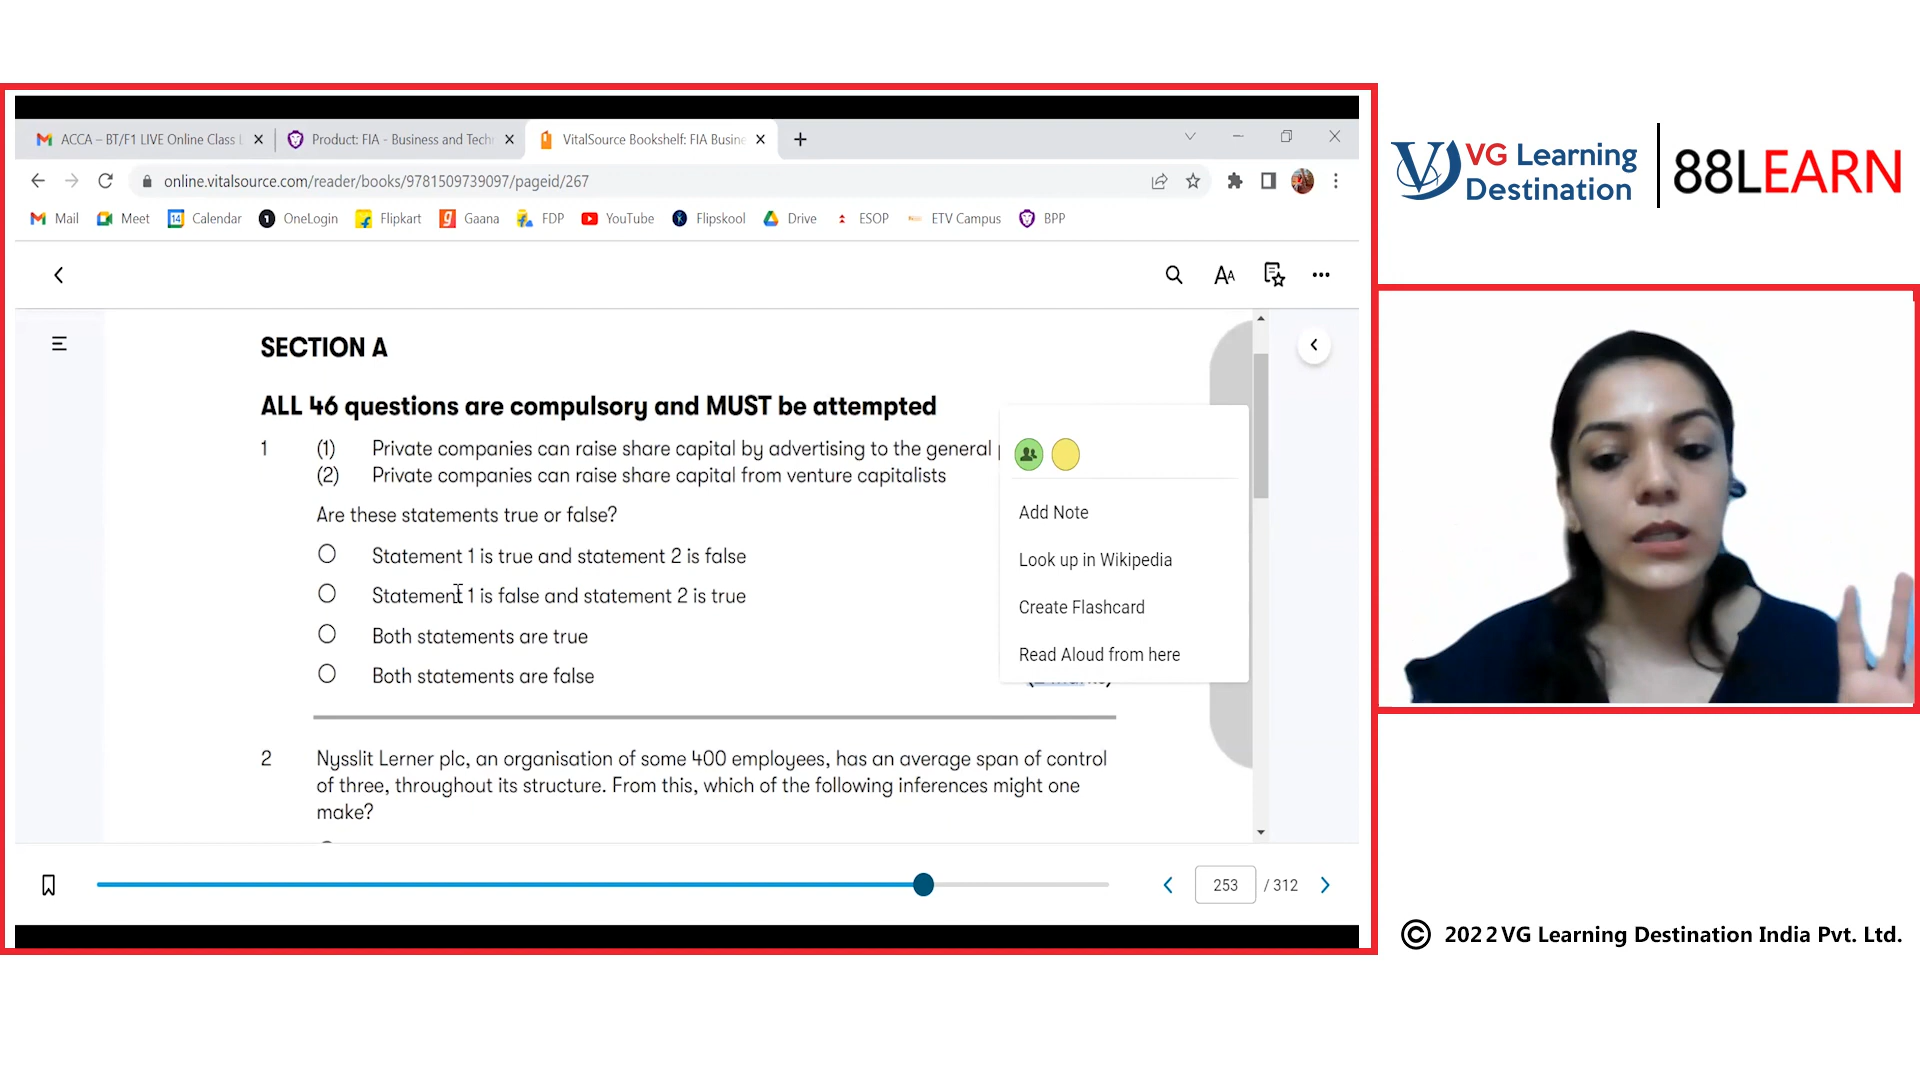 ACCA – BT/F1 LIVE Online Class
Product: FIA - Business and Tech
VitalSource Bookshelf: FIA Busine
online.vitalsource.com/reader/books/9781509739097/pageid/267
Mail
Meet
14
Calendar
1
OneLogin
Flipkart
Gaana
FDP
YouTube
Flipskool
Drive
ESOP
ETV Campus
BPP
SECTION A
ALL 46 questions are compulsory and MUST be attempted
1 (1) Private companies can raise share capital by advertising to the general
(2) Private companies can raise share capital from venture capitalists
Are these statements true or false?
Statement 1 is true and statement 2 is false
Statement 1 is false and statement 2 is true
Both statements are true
Both statements are false
Add Note
Look up in Wikipedia
Create Flashcard
Read Aloud from here
2 Nysslit Lerner plc, an organisation of some 400 employees, has an average span of control
of three, throughout its structure. From this, which of the following inferences might one
make?
253 / 312
VG Learning
Destination
88LEARN
© 2022 VG Learning Destination India Pvt. Ltd.